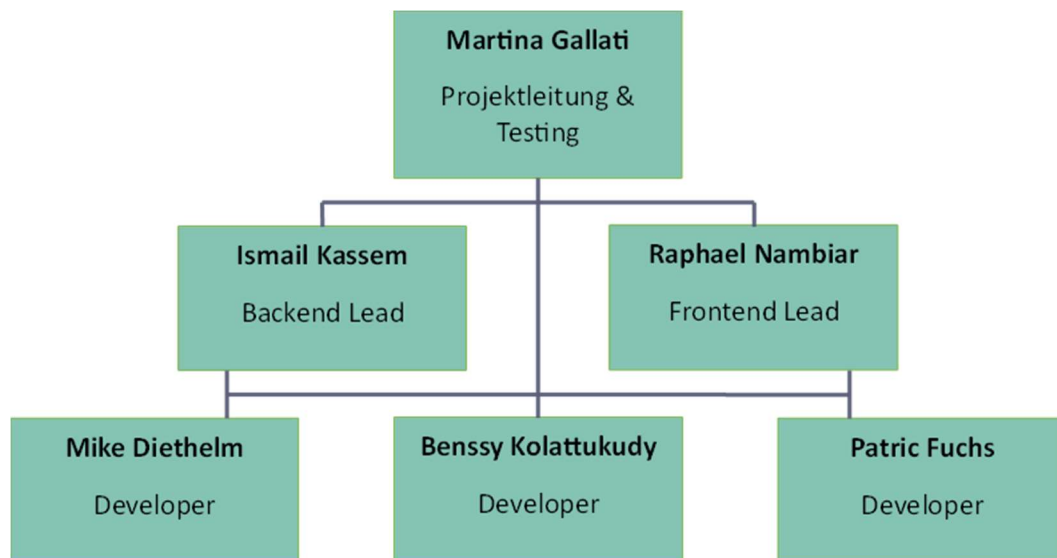 Martina Gallati
Projektleitung &
Testing
Ismail Kassem
Backend Lead
Raphael Nambiar
Frontend Lead
Mike Diethelm
Developer
Benssy Kolattukudy
Developer
Patric Fuchs
Developer